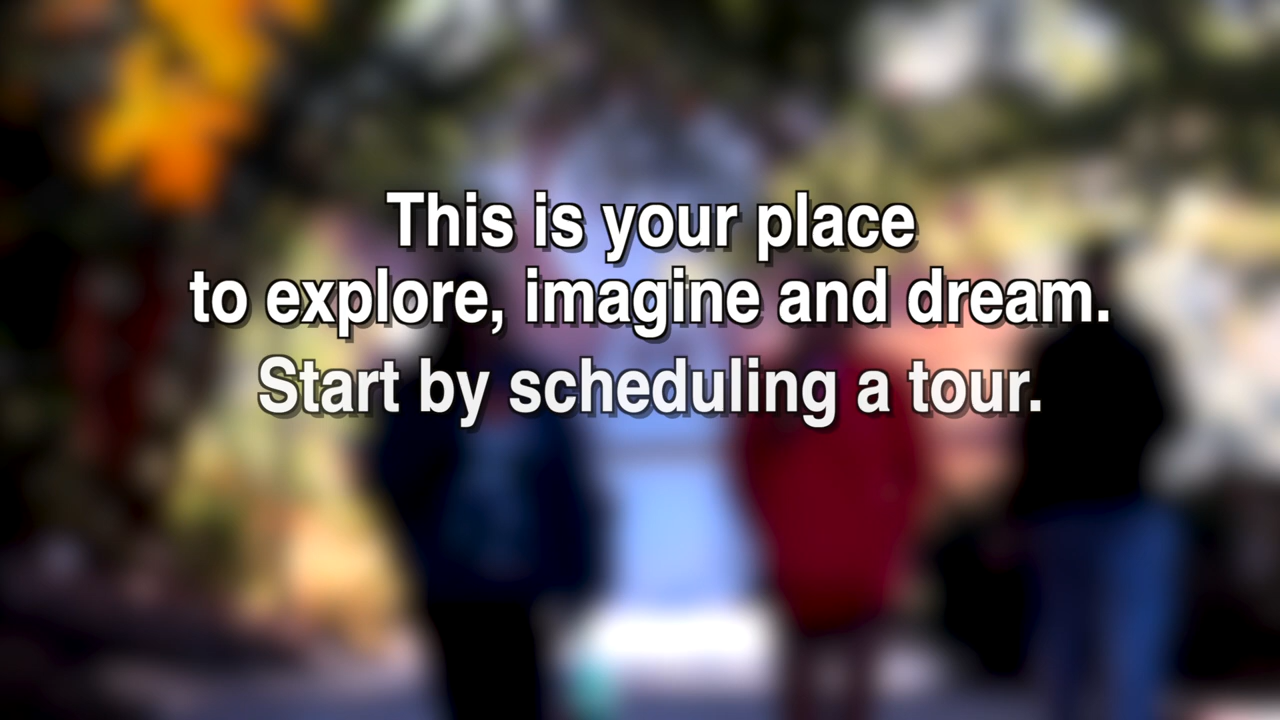 This is your place
to explore, imagine and dream.
Start by scheduling a tour.